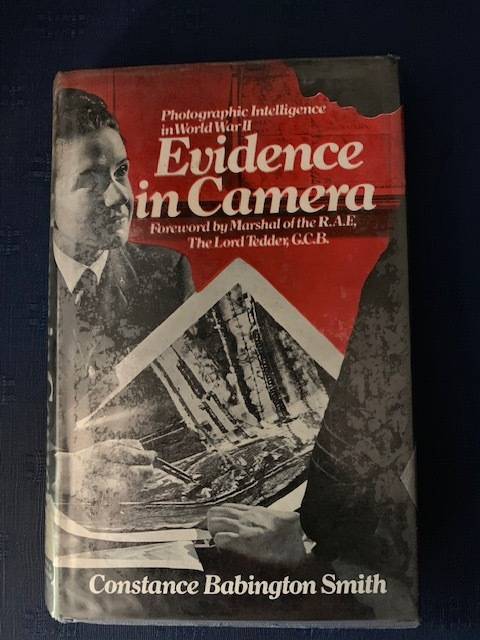 Photographic Intelligence
in World War II
Evidence
in Camera
Foreword by Marshal of the R.A.F.,
The Lord Tedder, G.C.B.
Constance Babington Smith